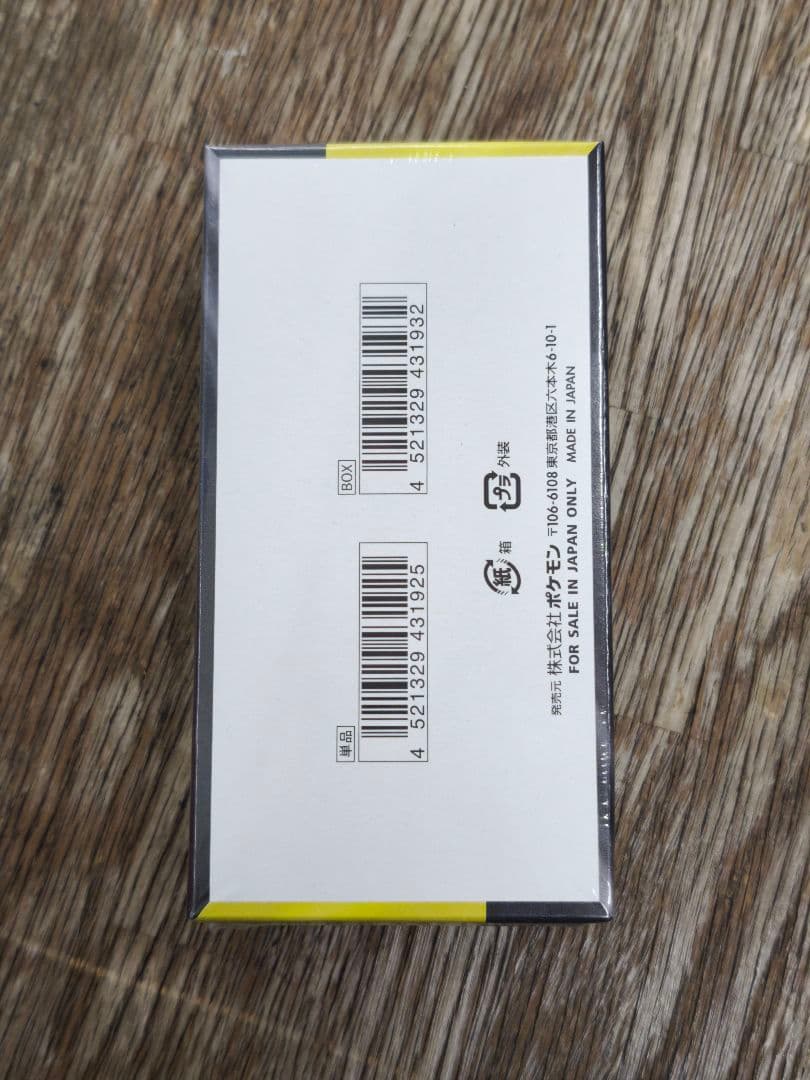 単品
4 521329 431925
BOX
4 521329 431932
紙 箱
プラ 外装
発売元 株式会社ポケモン 〒106-6108 東京都港区六本木6-10-1
FOR SALE IN JAPAN ONLY MADE IN JAPAN